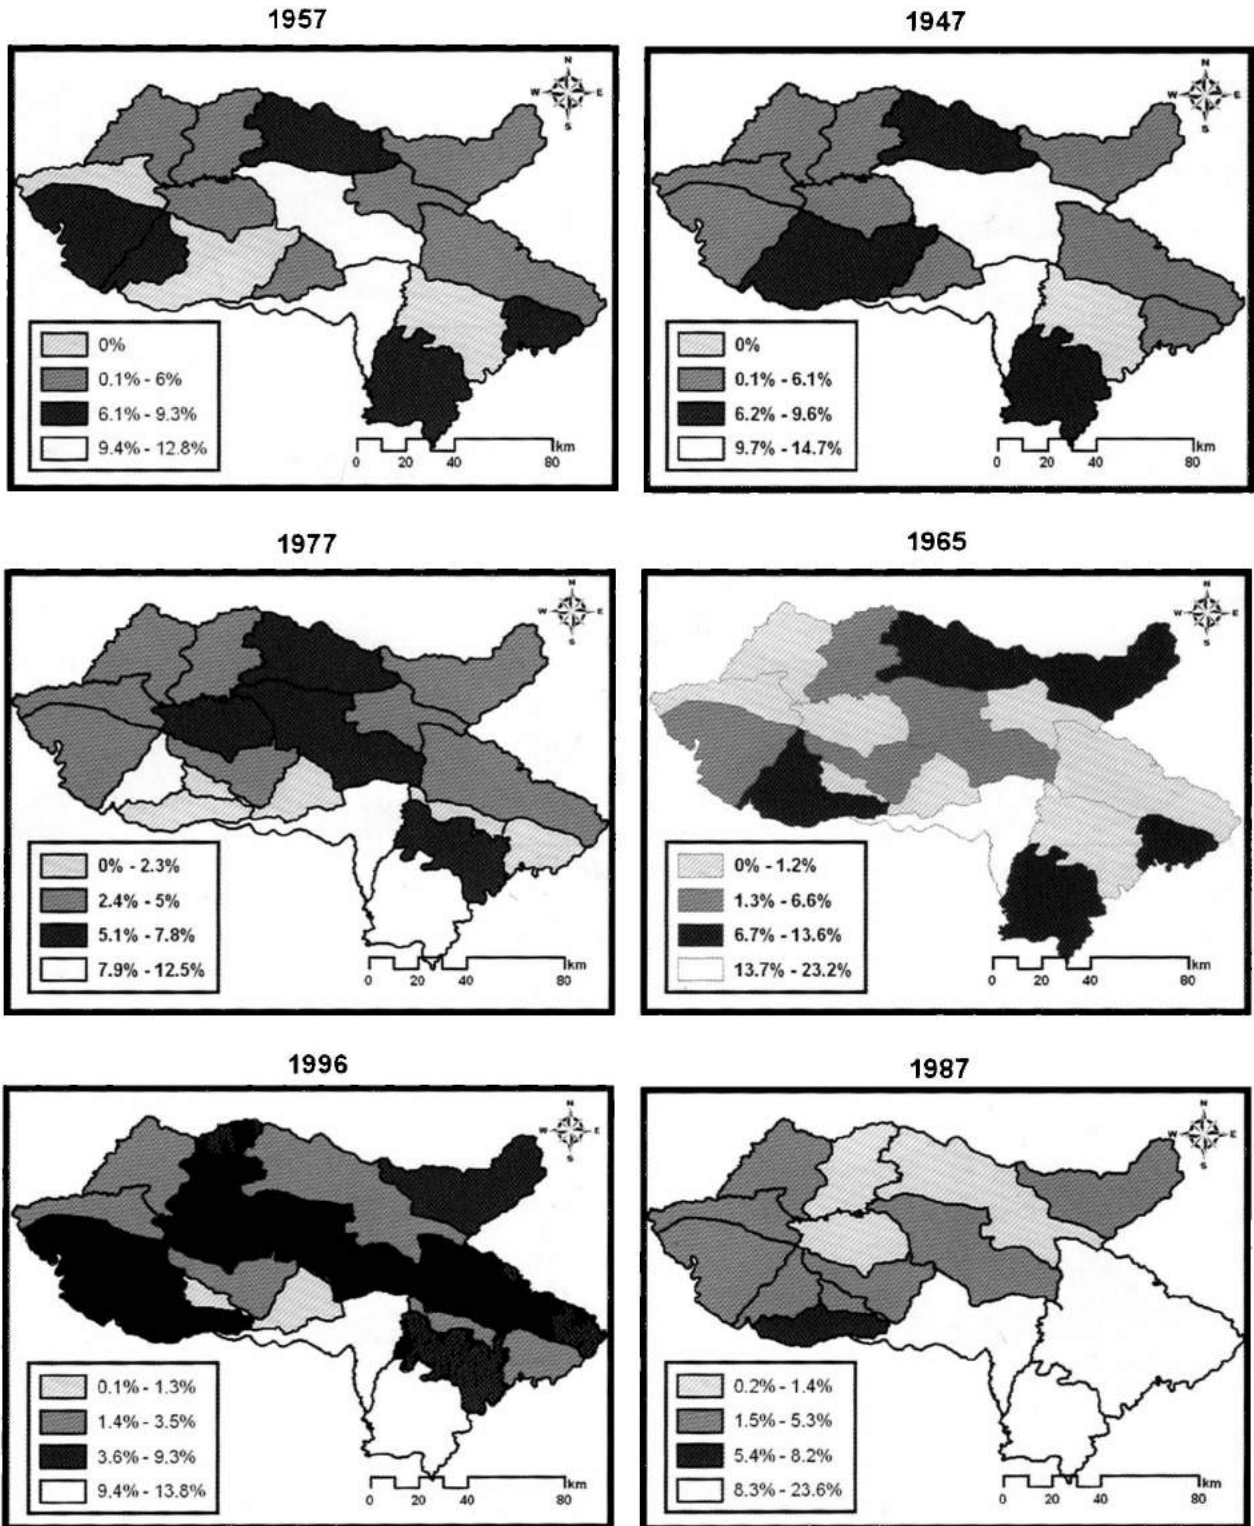 1957
N
W E
S
0%
0.1% - 6%
6.1% - 9.3%
9.4% - 12.8%
km
0 20 40 80
1947
N
W E
S
0%
0.1% - 6.1%
6.2% - 9.6%
9.7% - 14.7%
km
0 20 40 80
1977
N
W E
S
0% - 2.3%
2.4% - 5%
5.1% - 7.8%
7.9% - 12.5%
km
0 20 40 80
1965
N
W E
S
0% - 1.2%
1.3% - 6.6%
6.7% - 13.6%
13.7% - 23.2%
km
0 20 40 80
1996
N
W E
S
0.1% - 1.3%
1.4% - 3.5%
3.6% - 9.3%
9.4% - 13.8%
km
0 20 40 80
1987
N
W E
S
0.2% - 1.4%
1.5% - 5.3%
5.4% - 8.2%
8.3% - 23.6%
km
0 20 40 80